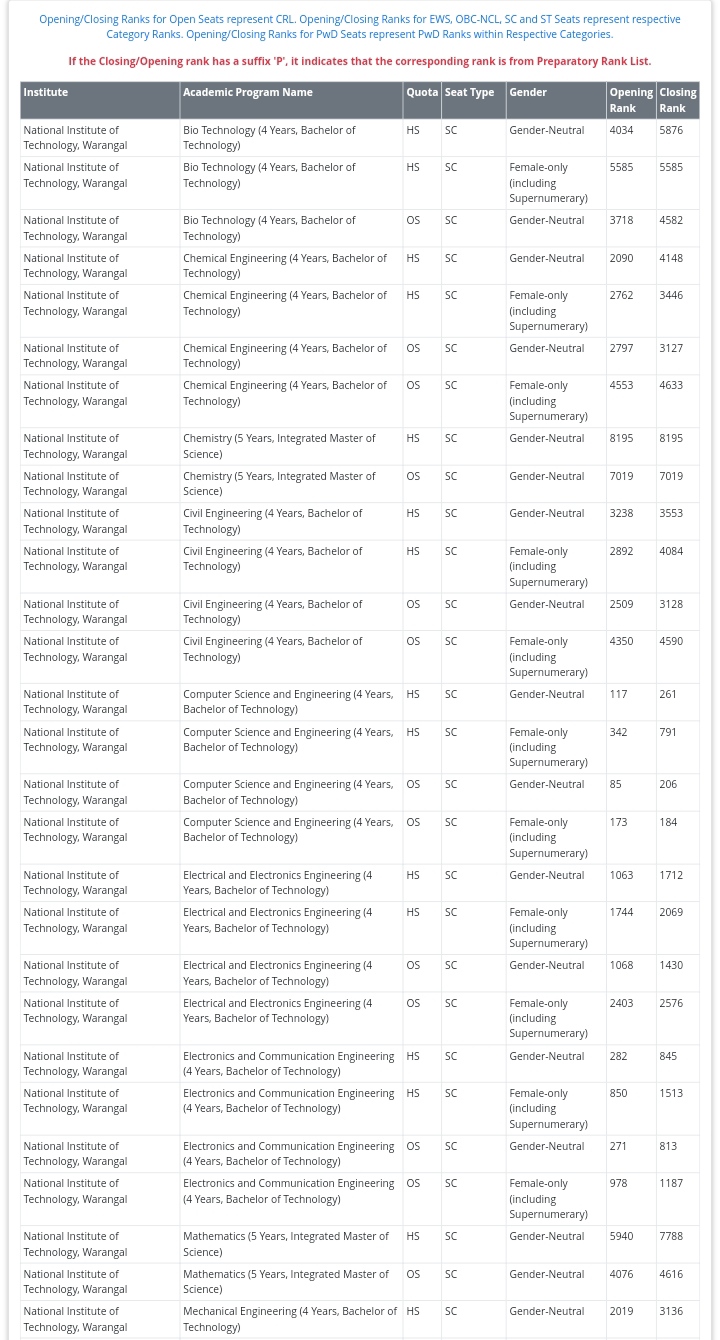 Opening/Closing Ranks for Open Seats represent CRL. Opening/Closing Ranks for EWS, OBC-NCL, SC and ST Seats represent respective
Category Ranks. Opening/Closing Ranks for PwD Seats represent PwD Ranks within Respective Categories.
If the Closing/Opening rank has a suffix 'P', it indicates that the corresponding rank is from Preparatory Rank List.
Institute Academic Program Name Quota Seat Type Gender Opening Closing
Rank Rank
National Institute of Bio Technology (4 Years, Bachelor of HS SC Gender-Neutral 4034 5876
Technology, Warangal Technology)
National Institute of Bio Technology (4 Years, Bachelor of HS SC Female-only 5585 5585
Technology, Warangal Technology) (including
Supernumerary)
National Institute of Bio Technology (4 Years, Bachelor of OS SC Gender-Neutral 3718 4582
Technology, Warangal Technology)
National Institute of Chemical Engineering (4 Years, Bachelor of HS SC Gender-Neutral 2090 4148
Technology, Warangal Technology)
National Institute of Chemical Engineering (4 Years, Bachelor of HS SC Female-only 2762 3446
Technology, Warangal Technology) (including
Supernumerary)
National Institute of Chemical Engineering (4 Years, Bachelor of OS SC Gender-Neutral 2797 3127
Technology, Warangal Technology)
National Institute of Chemical Engineering (4 Years, Bachelor of OS SC Female-only 4553 4633
Technology, Warangal Technology) (including
Supernumerary)
National Institute of Chemistry (5 Years, Integrated Master of HS SC Gender-Neutral 8195 8195
Technology, Warangal Science)
National Institute of Chemistry (5 Years, Integrated Master of OS SC Gender-Neutral 7019 7019
Technology, Warangal Science)
National Institute of Civil Engineering (4 Years, Bachelor of HS SC Gender-Neutral 3238 3553
Technology, Warangal Technology)
National Institute of Civil Engineering (4 Years, Bachelor of HS SC Female-only 2892 4084
Technology, Warangal Technology) (including
Supernumerary)
National Institute of Civil Engineering (4 Years, Bachelor of OS SC Gender-Neutral 2509 3128
Technology, Warangal Technology)
National Institute of Civil Engineering (4 Years, Bachelor of OS SC Female-only 4350 4590
Technology, Warangal Technology) (including
Supernumerary)
National Institute of Computer Science and Engineering (4 Years, HS SC Gender-Neutral 117 261
Technology, Warangal Bachelor of Technology)
National Institute of Computer Science and Engineering (4 Years, HS SC Female-only 342 791
Technology, Warangal Bachelor of Technology) (including
Supernumerary)
National Institute of Computer Science and Engineering (4 Years, OS SC Gender-Neutral 85 206
Technology, Warangal Bachelor of Technology)
National Institute of Computer Science and Engineering (4 Years, OS SC Female-only 173 184
Technology, Warangal Bachelor of Technology) (including
Supernumerary)
National Institute of Electrical and Electronics Engineering (4 HS SC Gender-Neutral 1063 1712
Technology, Warangal Years, Bachelor of Technology)
National Institute of Electrical and Electronics Engineering (4 HS SC Female-only 1744 2069
Technology, Warangal Years, Bachelor of Technology) (including
Supernumerary)
National Institute of Electrical and Electronics Engineering (4 OS SC Gender-Neutral 1068 1430
Technology, Warangal Years, Bachelor of Technology)
National Institute of Electrical and Electronics Engineering (4 OS SC Female-only 2403 2576
Technology, Warangal Years, Bachelor of Technology) (including
Supernumerary)
National Institute of Electronics and Communication Engineering HS SC Gender-Neutral 282 845
Technology, Warangal (4 Years, Bachelor of Technology)
National Institute of Electronics and Communication Engineering HS SC Female-only 850 1513
Technology, Warangal (4 Years, Bachelor of Technology) (including
Supernumerary)
National Institute of Electronics and Communication Engineering OS SC Gender-Neutral 271 813
Technology, Warangal (4 Years, Bachelor of Technology)
National Institute of Electronics and Communication Engineering OS SC Female-only 978 1187
Technology, Warangal (4 Years, Bachelor of Technology) (including
Supernumerary)
National Institute of Mathematics (5 Years, Integrated Master of HS SC Gender-Neutral 5940 7788
Technology, Warangal Science)
National Institute of Mathematics (5 Years, Integrated Master of OS SC Gender-Neutral 4076 4616
Technology, Warangal Science)
National Institute of Mechanical Engineering (4 Years, Bachelor of HS SC Gender-Neutral 2019 3136
Technology, Warangal Technology)